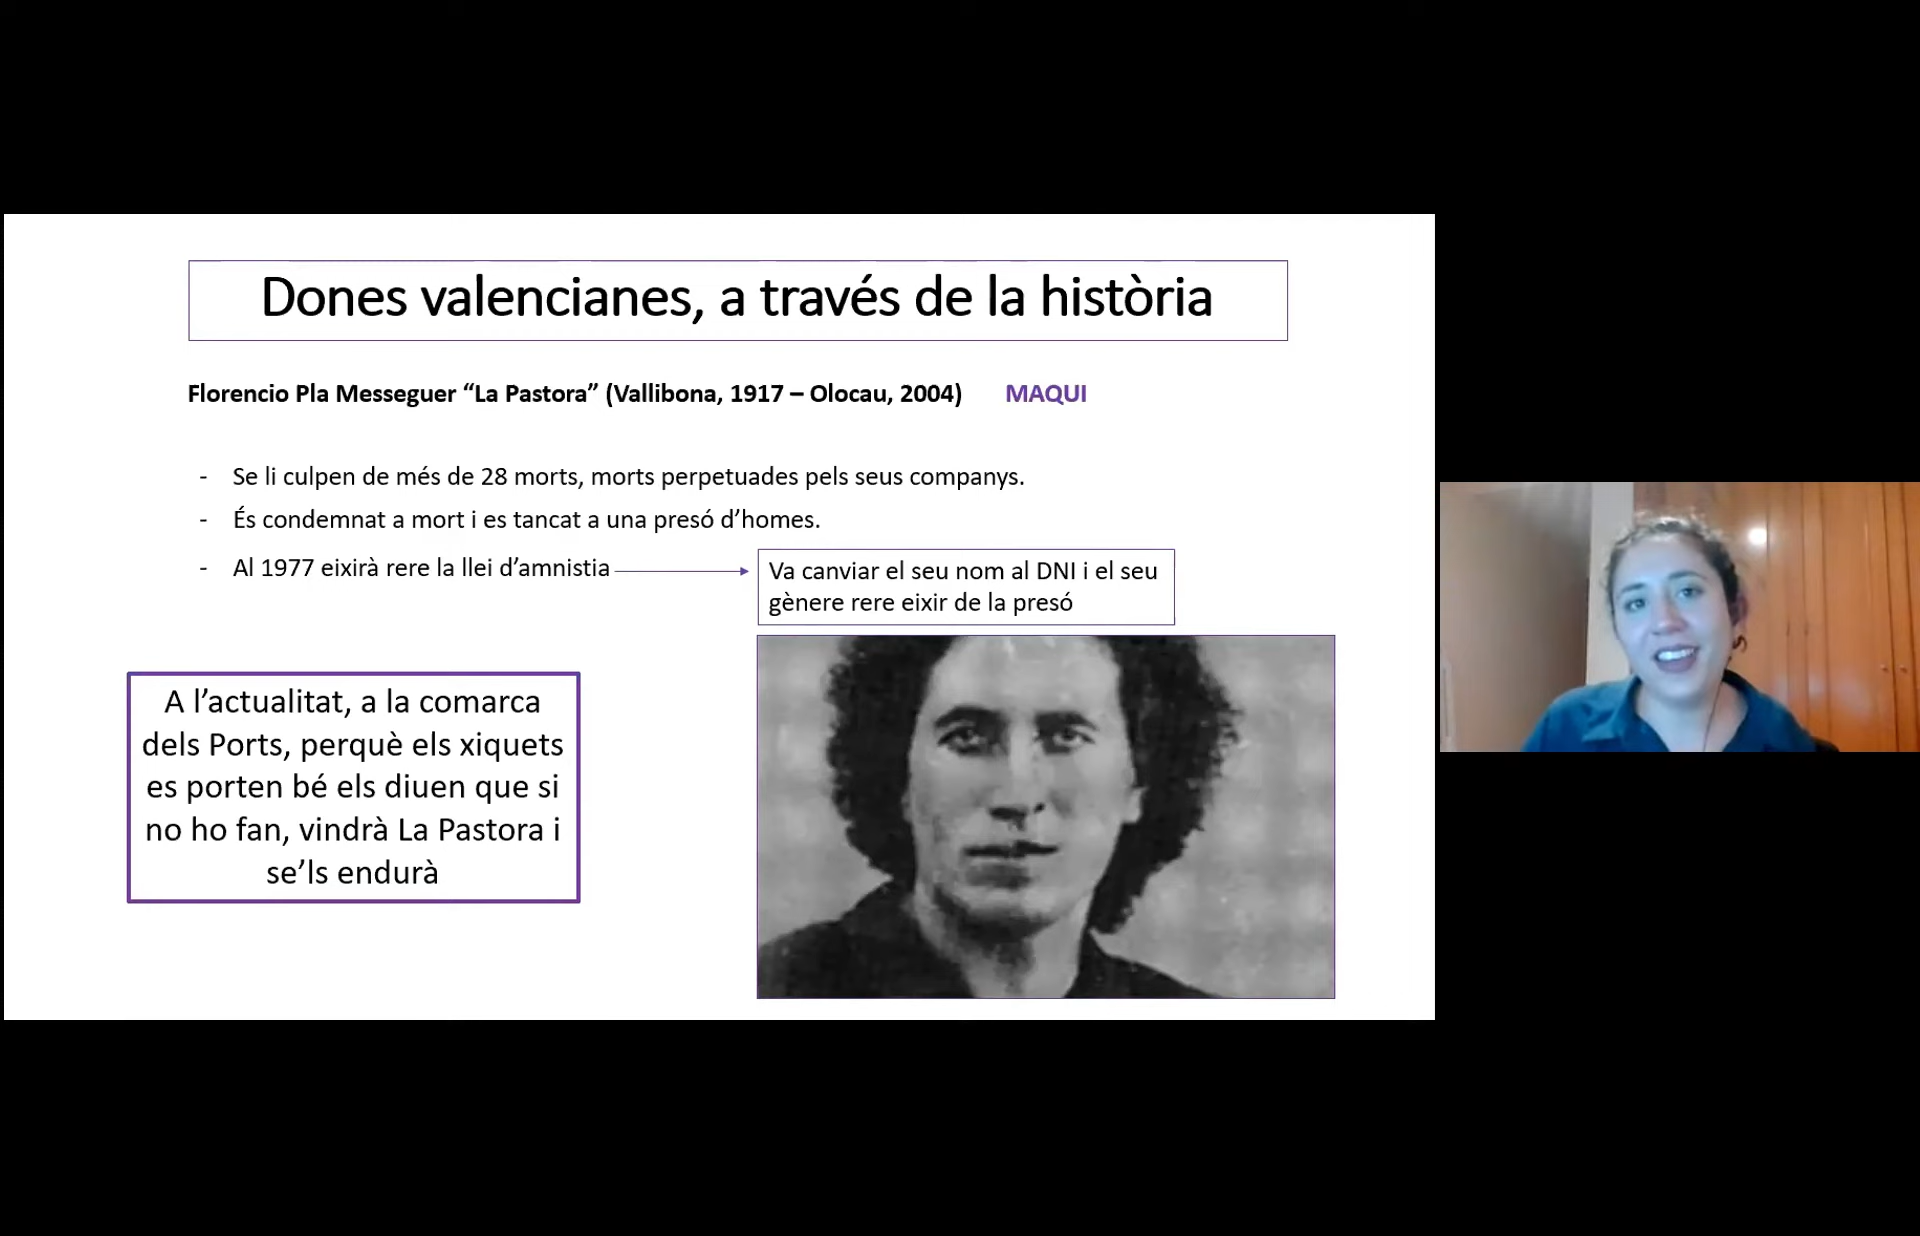 Dones valencianes, a través de la història
Florencio Pla Messeguer “La Pastora” (Vallibona, 1917 – Olocau, 2004) MAQUI
- Se li culpen de més de 28 morts, morts perpetuades pels seus companys.
- És condemnat a mort i es tancat a una presó d’homes.
- Al 1977 eixirà rere la llei d’amnistia
Va canviar el seu nom al DNI i el seu
gènere rere eixir de la presó
A l’actualitat, a la comarca
dels Ports, perquè els xiquets
es porten bé els diuen que si
no ho fan, vindrà La Pastora i
se’ls endurà